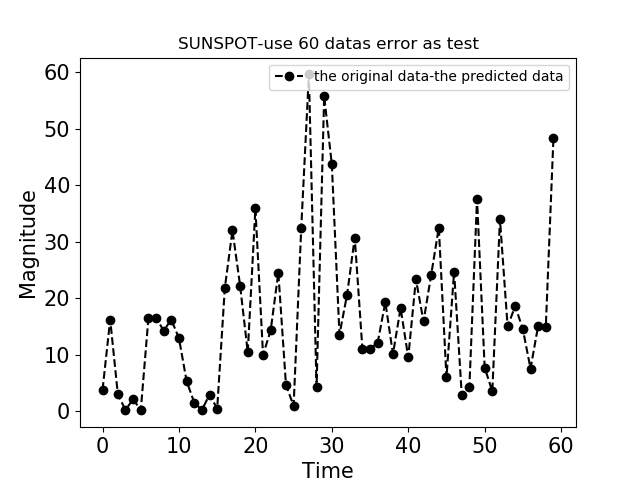 SUNSPOT-use 60 datas error as test
the original data-the predicted data
60
50
40
30
20
10
0
Magnitude
0 10 20 30 40 50 60
Time